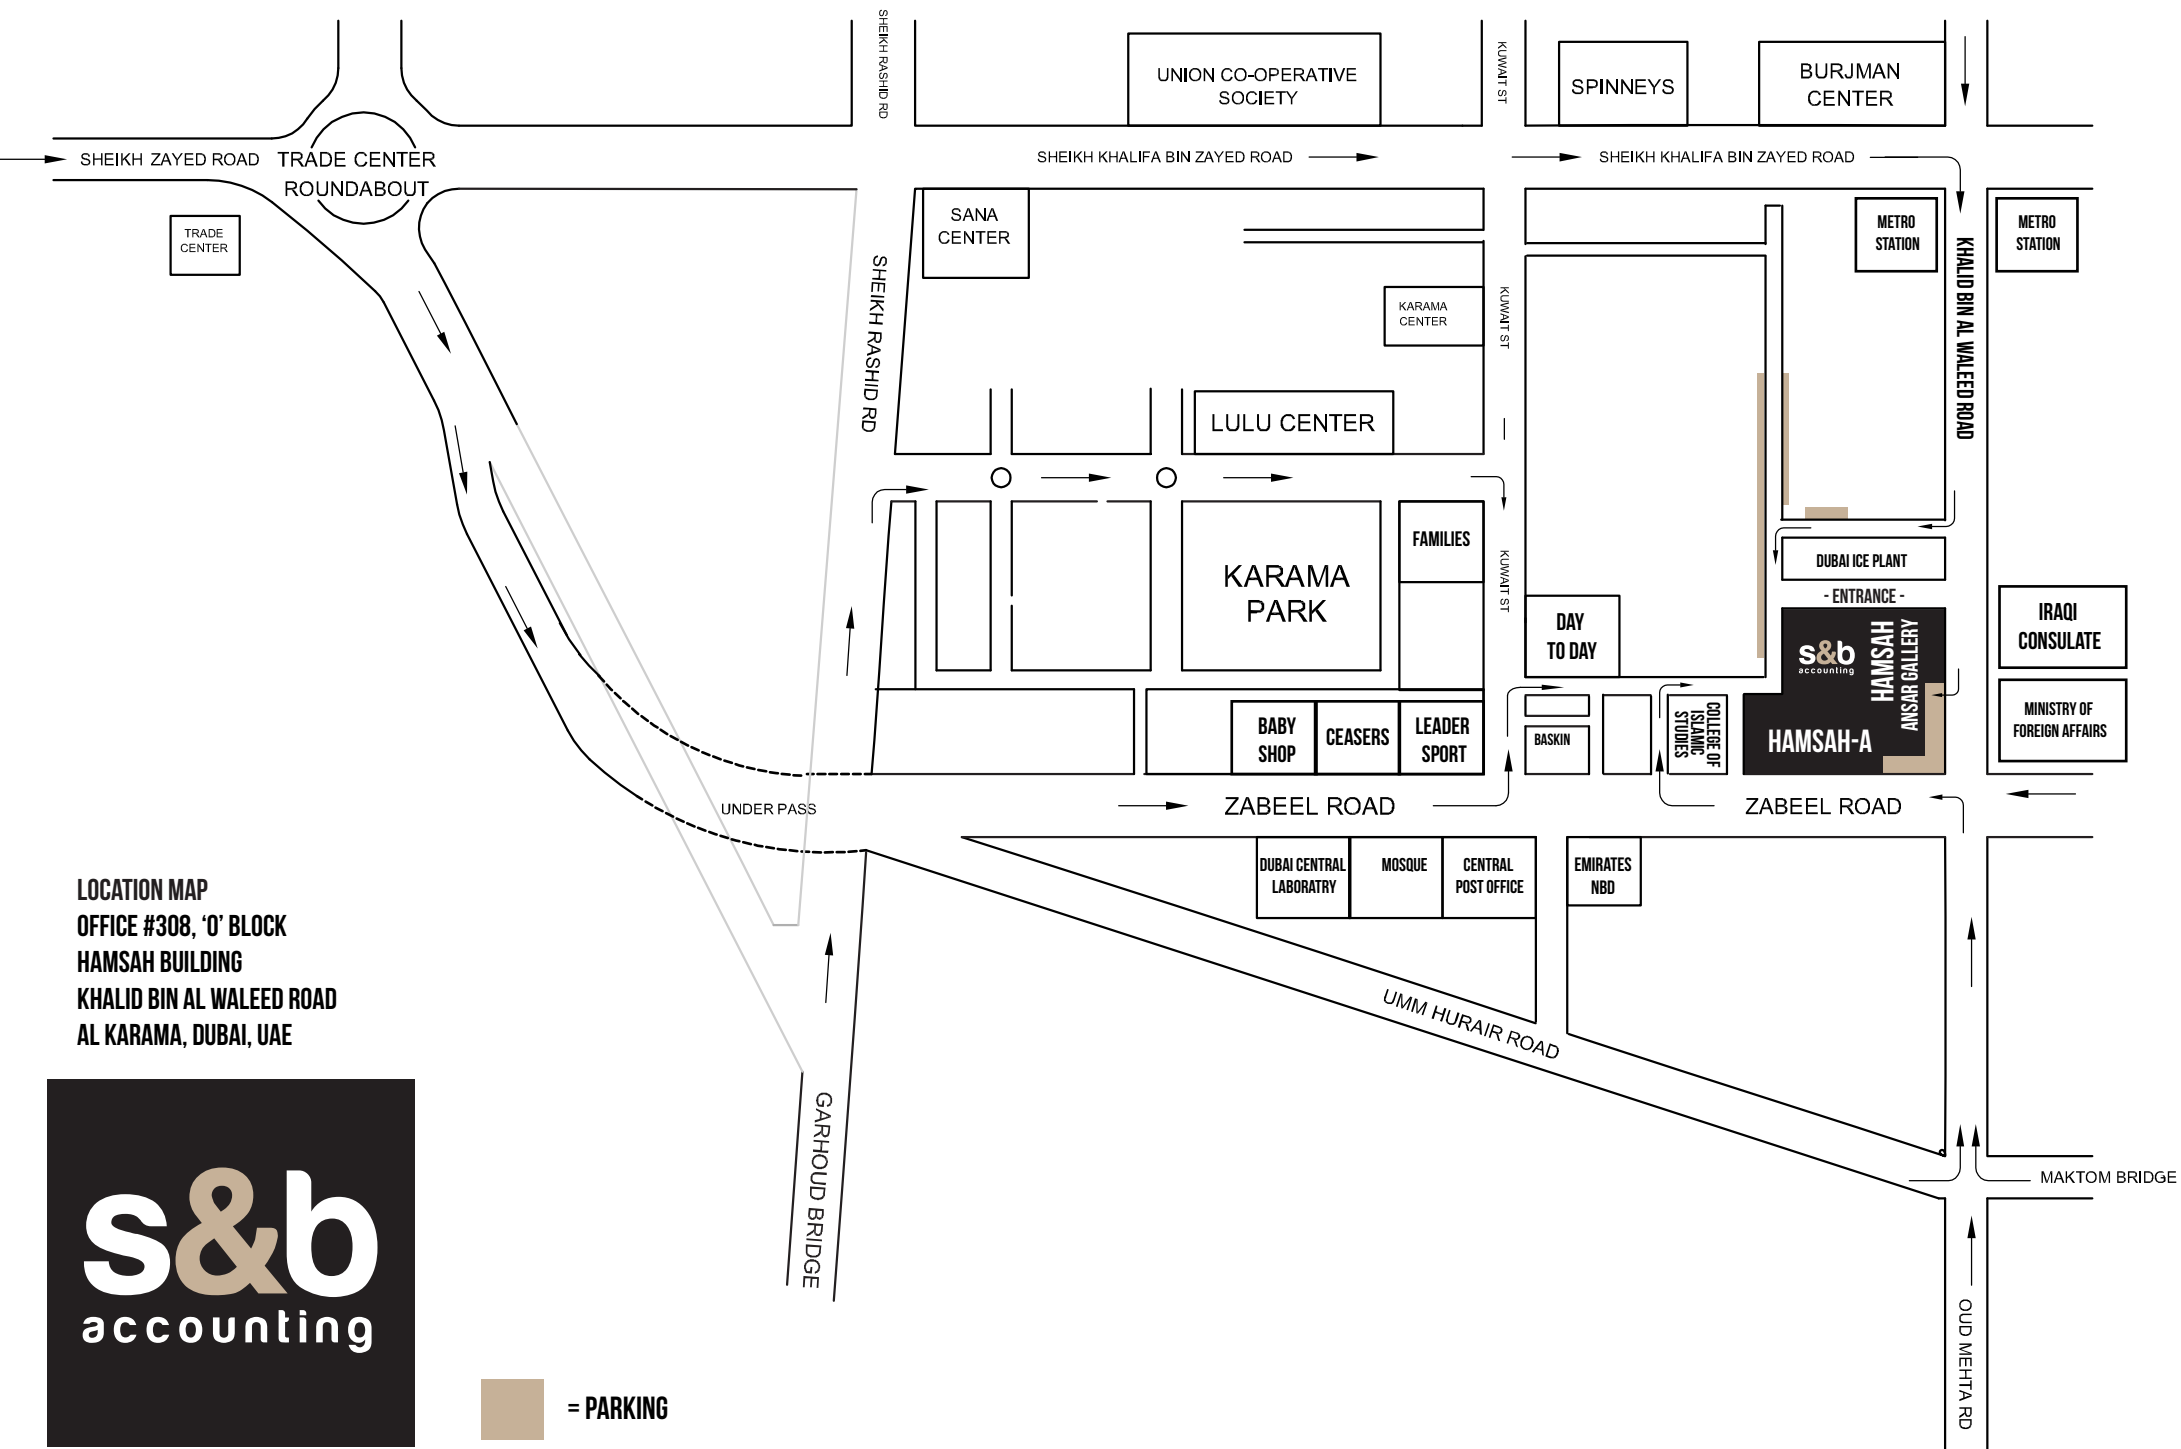 SHEIKH RASHID RD
KUWAIT ST
UNION CO-OPERATIVE
SOCIETY
SPINNEYS
BURJMAN
CENTER
SHEIKH ZAYED ROAD
TRADE CENTER
ROUNDABOUT
SHEIKH KHALIFA BIN ZAYED ROAD
SHEIKH KHALIFA BIN ZAYED ROAD
TRADE
CENTER
SANA
CENTER
METRO
STATION
METRO
STATION
SHEIKH RASHID RD
KARAMA
CENTER
KUWAIT ST
KHALID BIN AL WALEED ROAD
LULU CENTER
FAMILIES
KARAMA
PARK
KUWAIT ST
DUBAI ICE PLANT
- ENTRANCE -
DAY
TO DAY
s&b
accounting
HAMSAH
ANSAR GALLERY
IRAQI
CONSULATE
MINISTRY OF
FOREIGN AFFAIRS
BABY
SHOP
CEASERS
LEADER
SPORT
BASKIN
COLLEGE OF
ISLAMIC
STUDIES
HAMSAH-A
UNDER PASS
ZABEEL ROAD
ZABEEL ROAD
DUBAI CENTRAL
LABORATRY
MOSQUE
CENTRAL
POST OFFICE
EMIRATES
NBD
LOCATION MAP
OFFICE #308, ‘O’ BLOCK
HAMSAH BUILDING
KHALID BIN AL WALEED ROAD
AL KARAMA, DUBAI, UAE
UMM HURAIR ROAD
GARHOUD BRIDGE
MAKTOM BRIDGE
OUD MEHTA RD
s&b
accounting
= PARKING